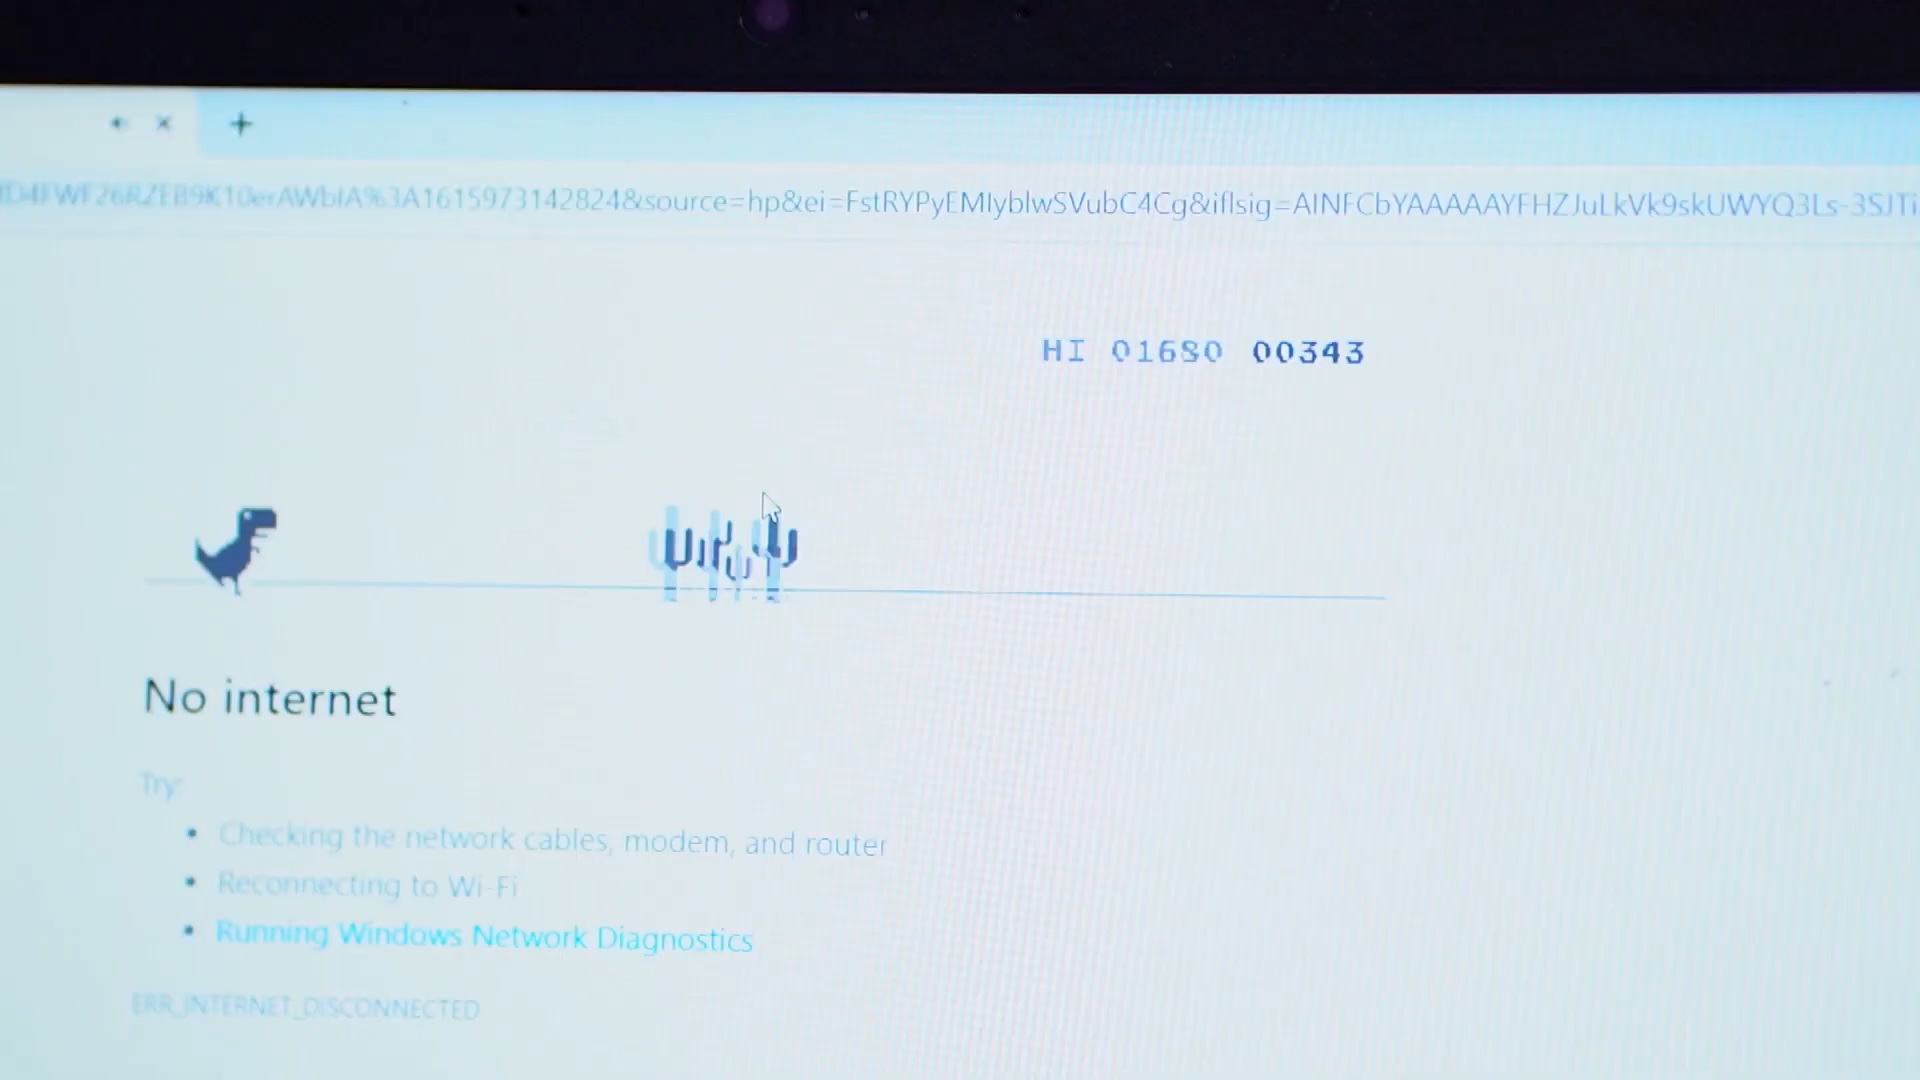 fD4FWF26RZEB9K10erAWbIA%3A1615973142824&source=hp&ei=FstRYPyEMIyblwSVubC4Cg&iflsig=AINFCbYAAAAAYFHZJuLkVk9skUWYQ3Ls-3SJTi
HI 01680 00343
No internet
Try:
• Checking the network cables, modem, and router
• Reconnecting to Wi-Fi
• Running Windows Network Diagnostics
ERR_INTERNET_DISCONNECTED